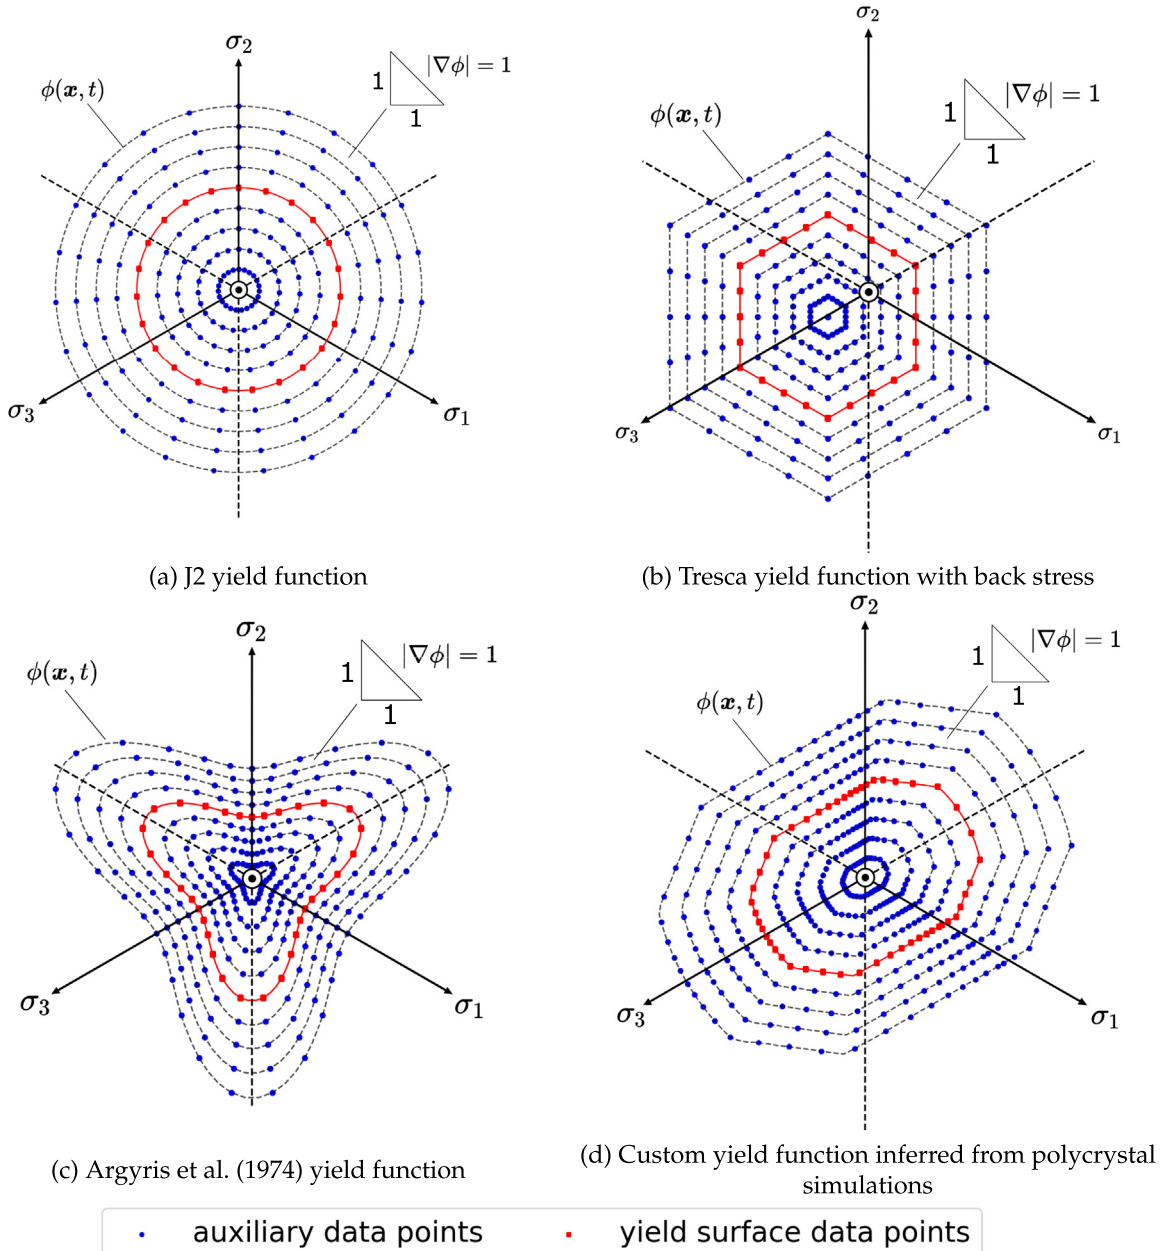 σ₂
ϕ(x, t)
1
|∇ϕ| = 1
1
σ₃
σ₁
(a) J2 yield function
σ₂
ϕ(x, t)
1
|∇ϕ| = 1
1
σ₃
σ₁
(b) Tresca yield function with back stress
σ₂
ϕ(x, t)
1
|∇ϕ| = 1
1
σ₃
σ₁
(c) Argyris et al. (1974) yield function
σ₂
ϕ(x, t)
1
|∇ϕ| = 1
1
σ₃
σ₁
(d) Custom yield function inferred from polycrystal
simulations
auxiliary data points
yield surface data points